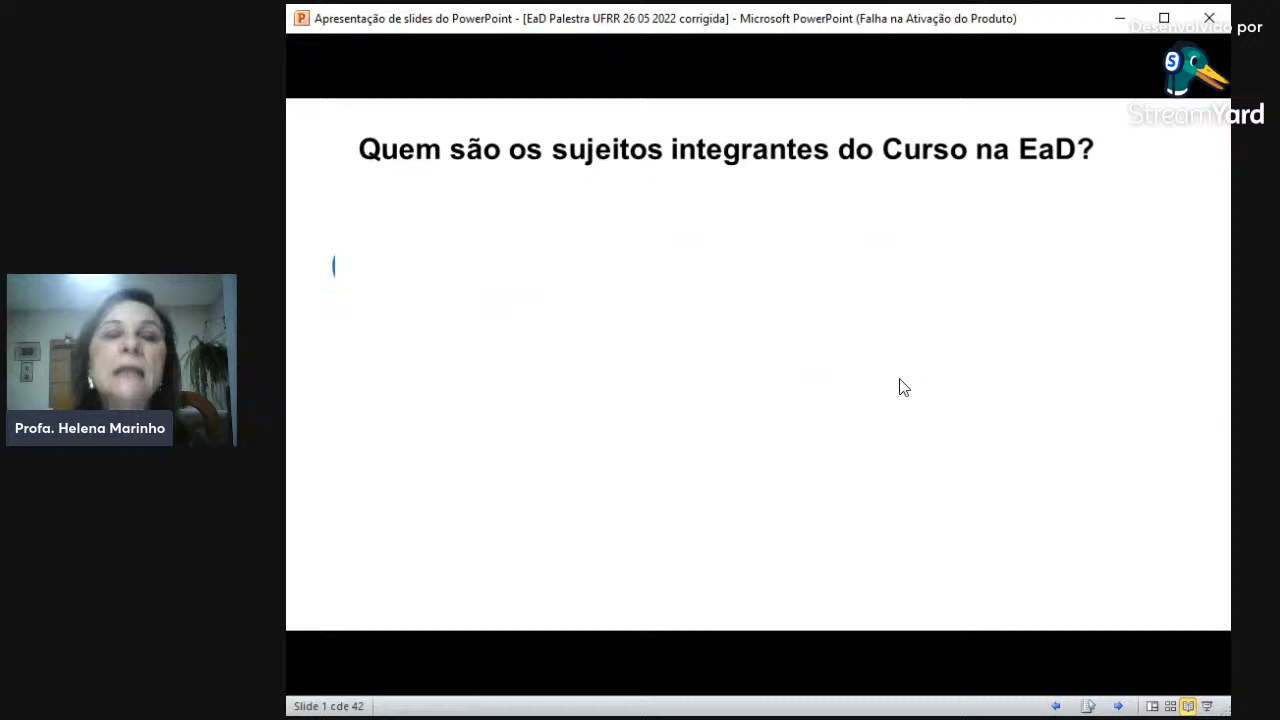 Apresentação de slides do PowerPoint - [EaD Palestra UFRR 26 05 2022 corrigida] - Microsoft PowerPoint (Falha na Ativação do Produto)
Desenvolvido por
S
StreamYard
Quem são os sujeitos integrantes do Curso na EaD?
Profa. Helena Marinho
Slide 1 cde 42